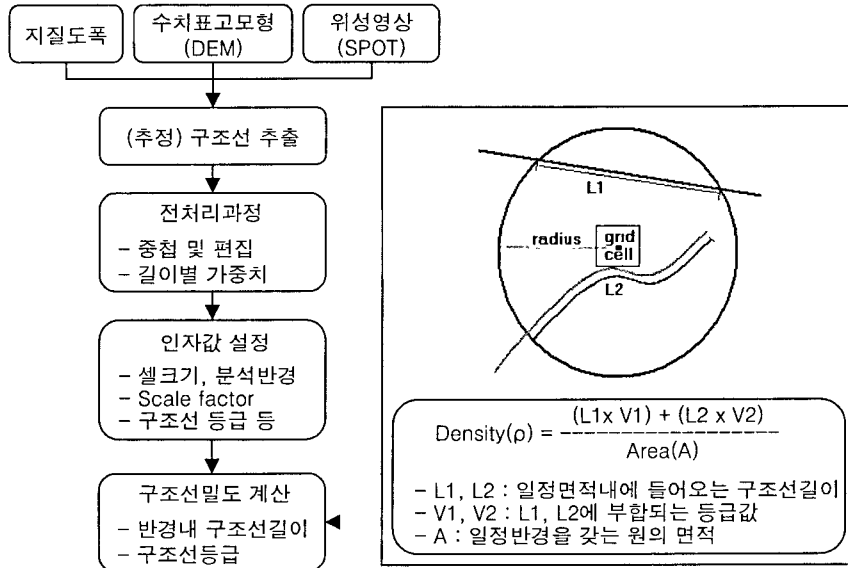 지질도폭
수치표고모형
(DEM)
위성영상
(SPOT)
(추정) 구조선 추출
전처리과정
- 중첩 및 편집
- 길이별 가중치
인자값 설정
- 셀크기, 분석반경
- Scale factor
- 구조선 등급 등
구조선밀도 계산
- 반경내 구조선길이
- 구조선등급
L1
radius
grid
cell
L2
Density(ρ) = (L1x V1) + (L2 x V2)
Area(A)
- L1, L2 : 일정면적내에 들어오는 구조선길이
- V1, V2 : L1, L2에 부합되는 등급값
- A : 일정반경을 갖는 원의 면적